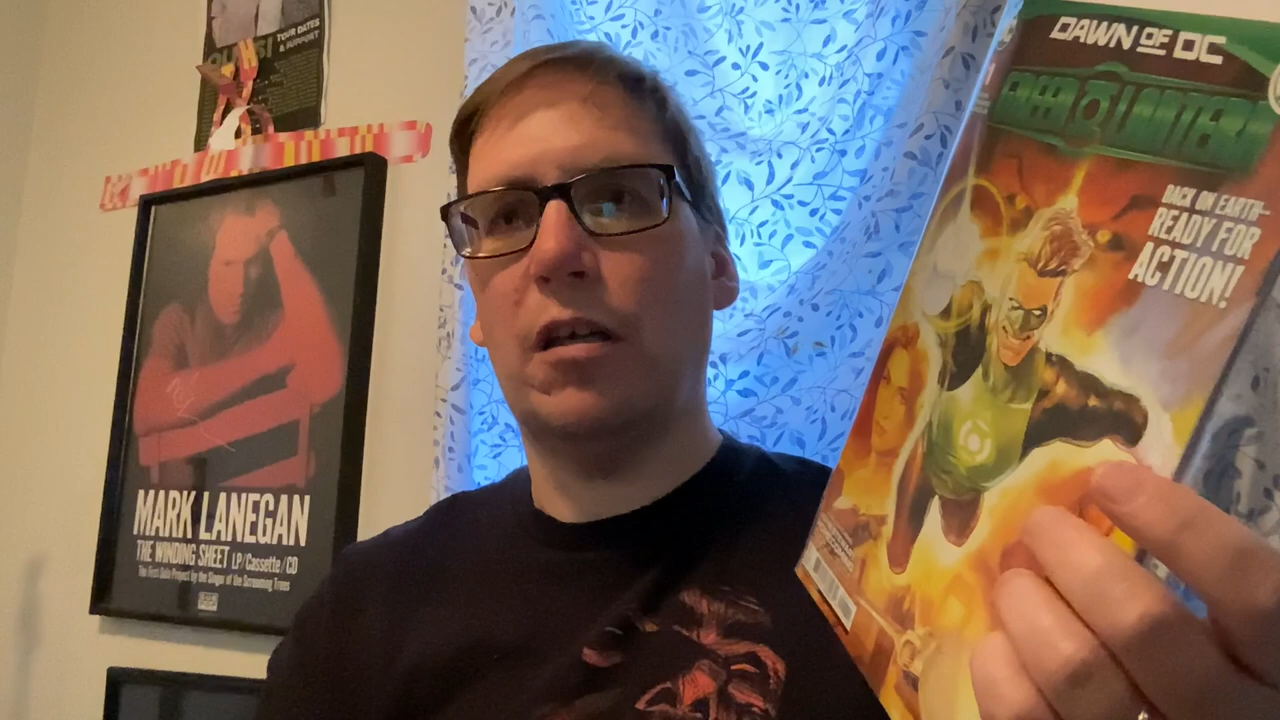 TOUR DATES
& SUPPORT
MARK LANEGAN
THE WINDING SHEET LP/Cassette/CD
The First Solo Project by the Singer of the Screaming Trees
DAWN OF DC
GREEN LANTERN
BACK ON EARTH—
READY FOR
ACTION!